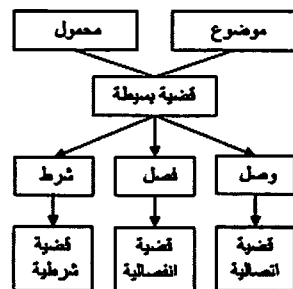 موضوع
محمول
قضية بسيطة
وصل
فصل
شرط
قضية
اتصالية
قضية
انفصالية
قضية
شرطية